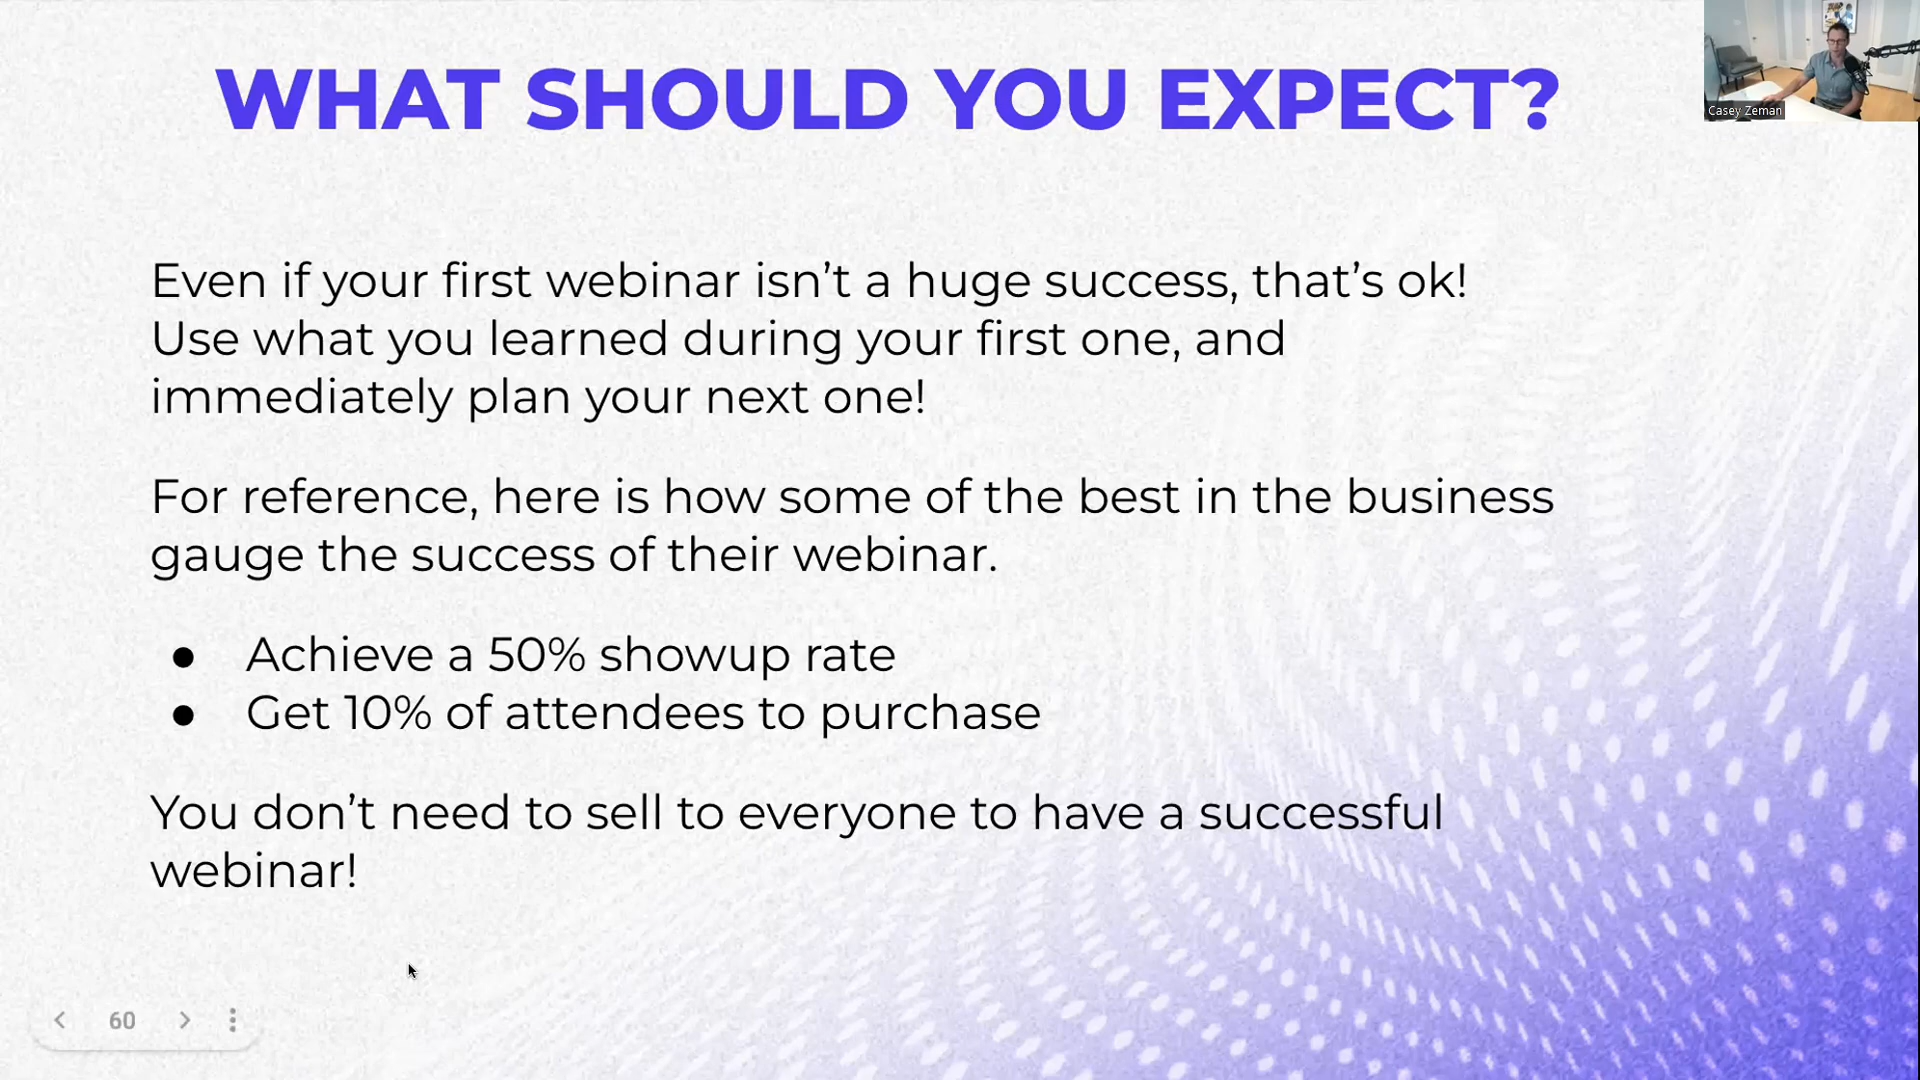 WHAT SHOULD YOU EXPECT?
Casey Zeman
Even if your first webinar isn’t a huge success, that’s ok!
Use what you learned during your first one, and
immediately plan your next one!
For reference, here is how some of the best in the business
gauge the success of their webinar.
● Achieve a 50% showup rate
● Get 10% of attendees to purchase
You don’t need to sell to everyone to have a successful
webinar!
60